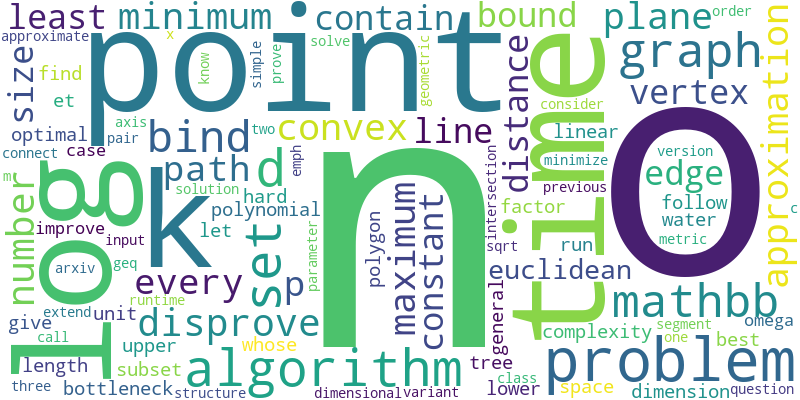 least
minimum
contain
bound
plane
order
approximate
point
x
solve
know
simple
prove
geometric
graph
size
find
et
time
consider
vertex
approximation
optimal
axis
pair
bind
two
convex
line
distance
linear
connect
case
log
path
d
emph
intersection
minimize
O
version
edge
m
k
solution
hard
n
previous
follow
number
polynomial
factor
water
c
improve
input
let
set
parameter
polygon
maximum
constant
sqrt
run
metric
arxiv
geq
every
p
euclidean
extend
unit
runtime
general
mathbb
give
call
disprove
complexity
segment
omega
upper
whose
one
best
length
subset
algorithm
tree
problem
three
bottleneck
structure
dimensional
variant
lower
class
space
dimension
question